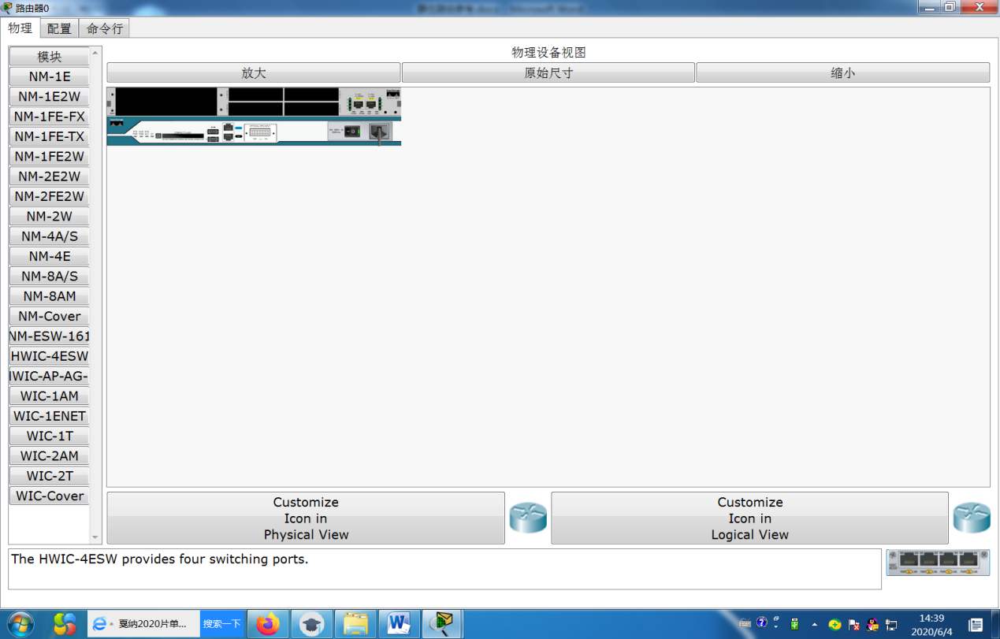 路由器0
物理
配置
命令行
模块
NM-1E
NM-1E2W
NM-1FE-FX
NM-1FE-TX
NM-1FE2W
NM-2E2W
NM-2FE2W
NM-2W
NM-4A/S
NM-4E
NM-8A/S
NM-8AM
NM-Cover
NM-ESW-161
HWIC-4ESW
WIC-AP-AG-
WIC-1AM
WIC-1ENET
WIC-1T
WIC-2AM
WIC-2T
WIC-Cover
物理设备视图
放大
原始尺寸
缩小
Customize
Icon in
Physical View
Customize
Icon in
Logical View
The HWIC-4ESW provides four switching ports.
戛纳2020片单...
搜索一下
14:39
2020/6/4